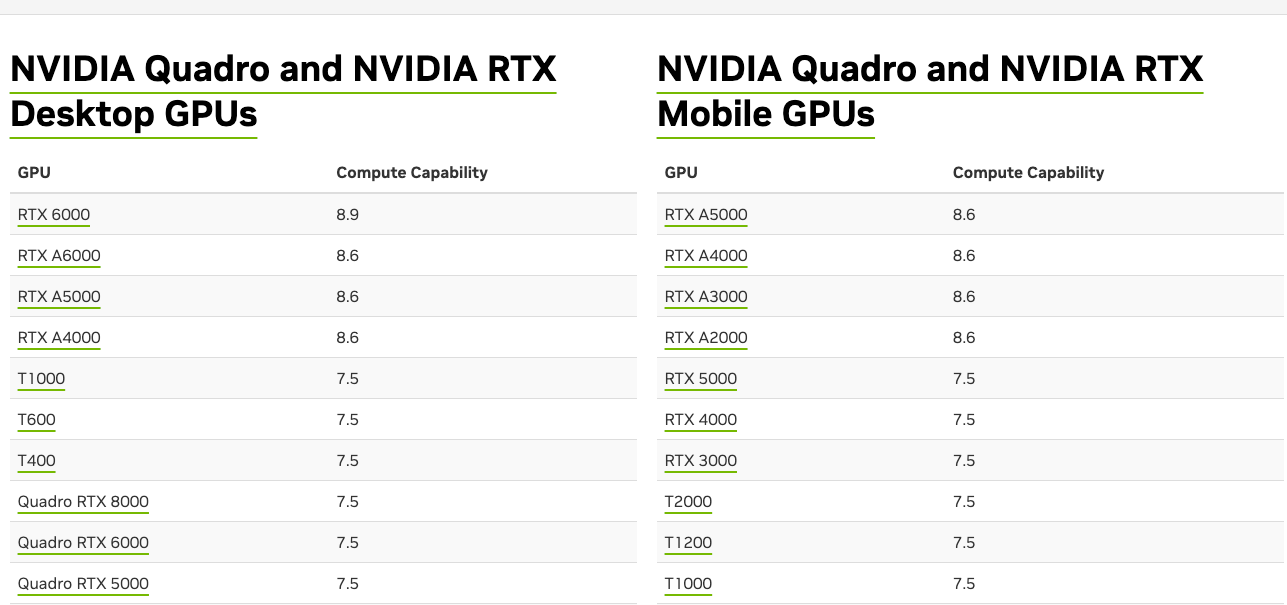 NVIDIA Quadro and NVIDIA RTX
Desktop GPUs
GPU Compute Capability
RTX 6000 8.9
RTX A6000 8.6
RTX A5000 8.6
RTX A4000 8.6
T1000 7.5
T600 7.5
T400 7.5
Quadro RTX 8000 7.5
Quadro RTX 6000 7.5
Quadro RTX 5000 7.5
NVIDIA Quadro and NVIDIA RTX
Mobile GPUs
GPU Compute Capability
RTX A5000 8.6
RTX A4000 8.6
RTX A3000 8.6
RTX A2000 8.6
RTX 5000 7.5
RTX 4000 7.5
RTX 3000 7.5
T2000 7.5
T1200 7.5
T1000 7.5